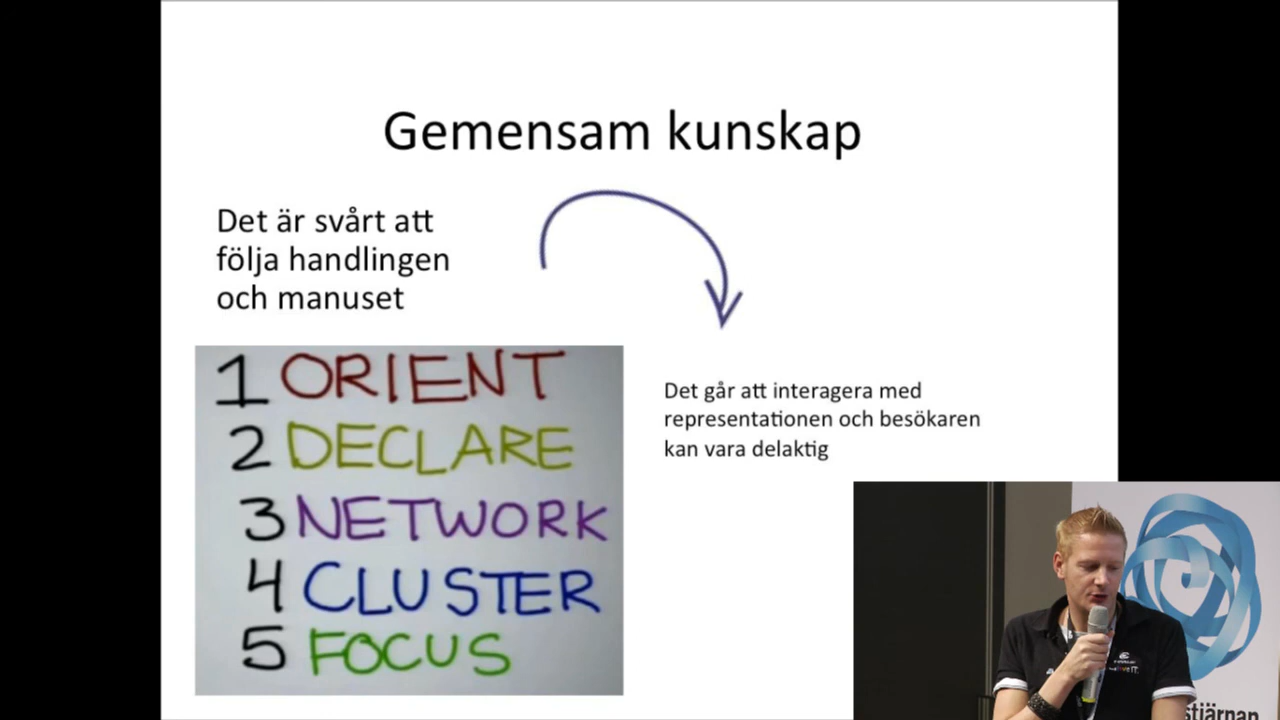 Gemensam kunskap
Det är svårt att
följa handlingen
och manuset
1 ORIENT
2 DECLARE
3 NETWORK
4 CLUSTER
5 FOCUS
Det går att interagera med
representationen och besökaren
kan vara delaktig